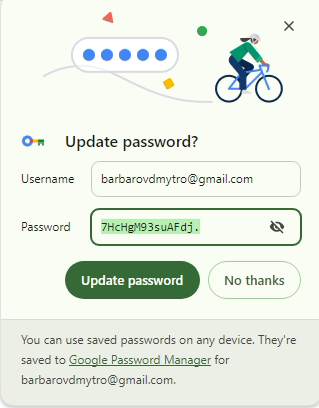 Update password?
Username
barbarovdmytro@gmail.com
Password
7HcHgM93suAFdj.
Update password
No thanks
You can use saved passwords on any device. They're
saved to Google Password Manager for
barbarovdmytro@gmail.com.